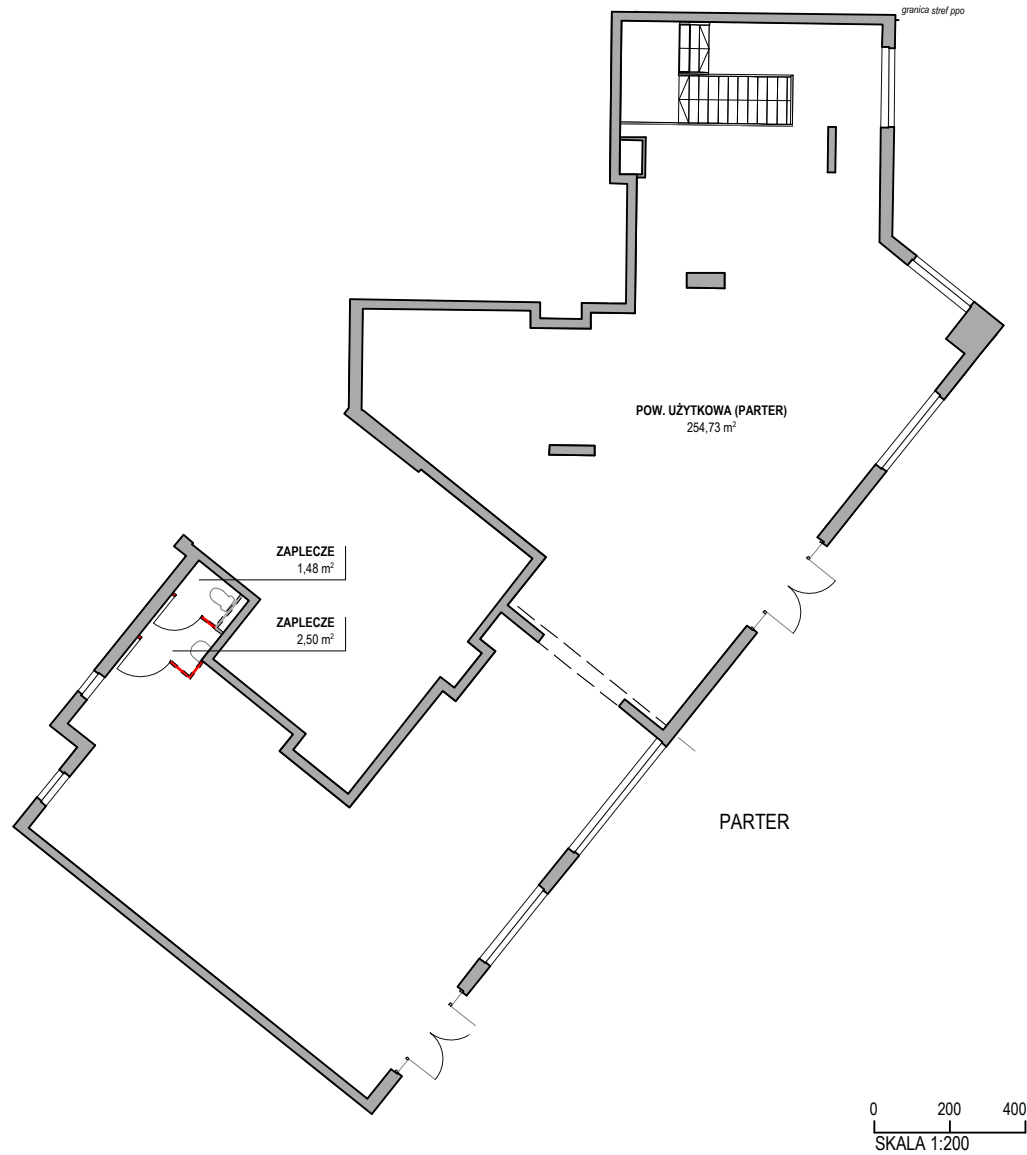 granica stref ppo
POW. UŻYTKOWA (PARTER)
254,73 m²
ZAPLECZE
1,48 m²
ZAPLECZE
2,50 m²
PARTER
0 200 400
SKALA 1:200